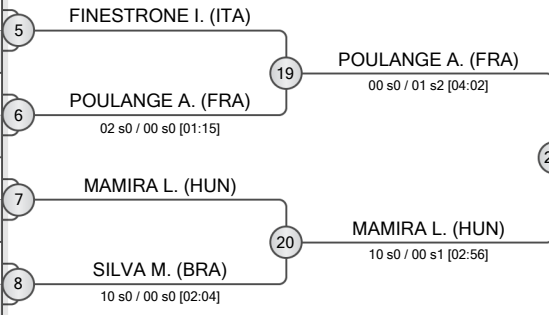 FINESTRONE I. (ITA)
5
19
POULANGE A. (FRA)
00 s0 / 01 s2 [04:02]
POULANGE A. (FRA)
6
02 s0 / 00 s0 [01:15]
MAMIRA L. (HUN)
7
20
MAMIRA L. (HUN)
10 s0 / 00 s1 [02:56]
SILVA M. (BRA)
8
10 s0 / 00 s0 [02:04]